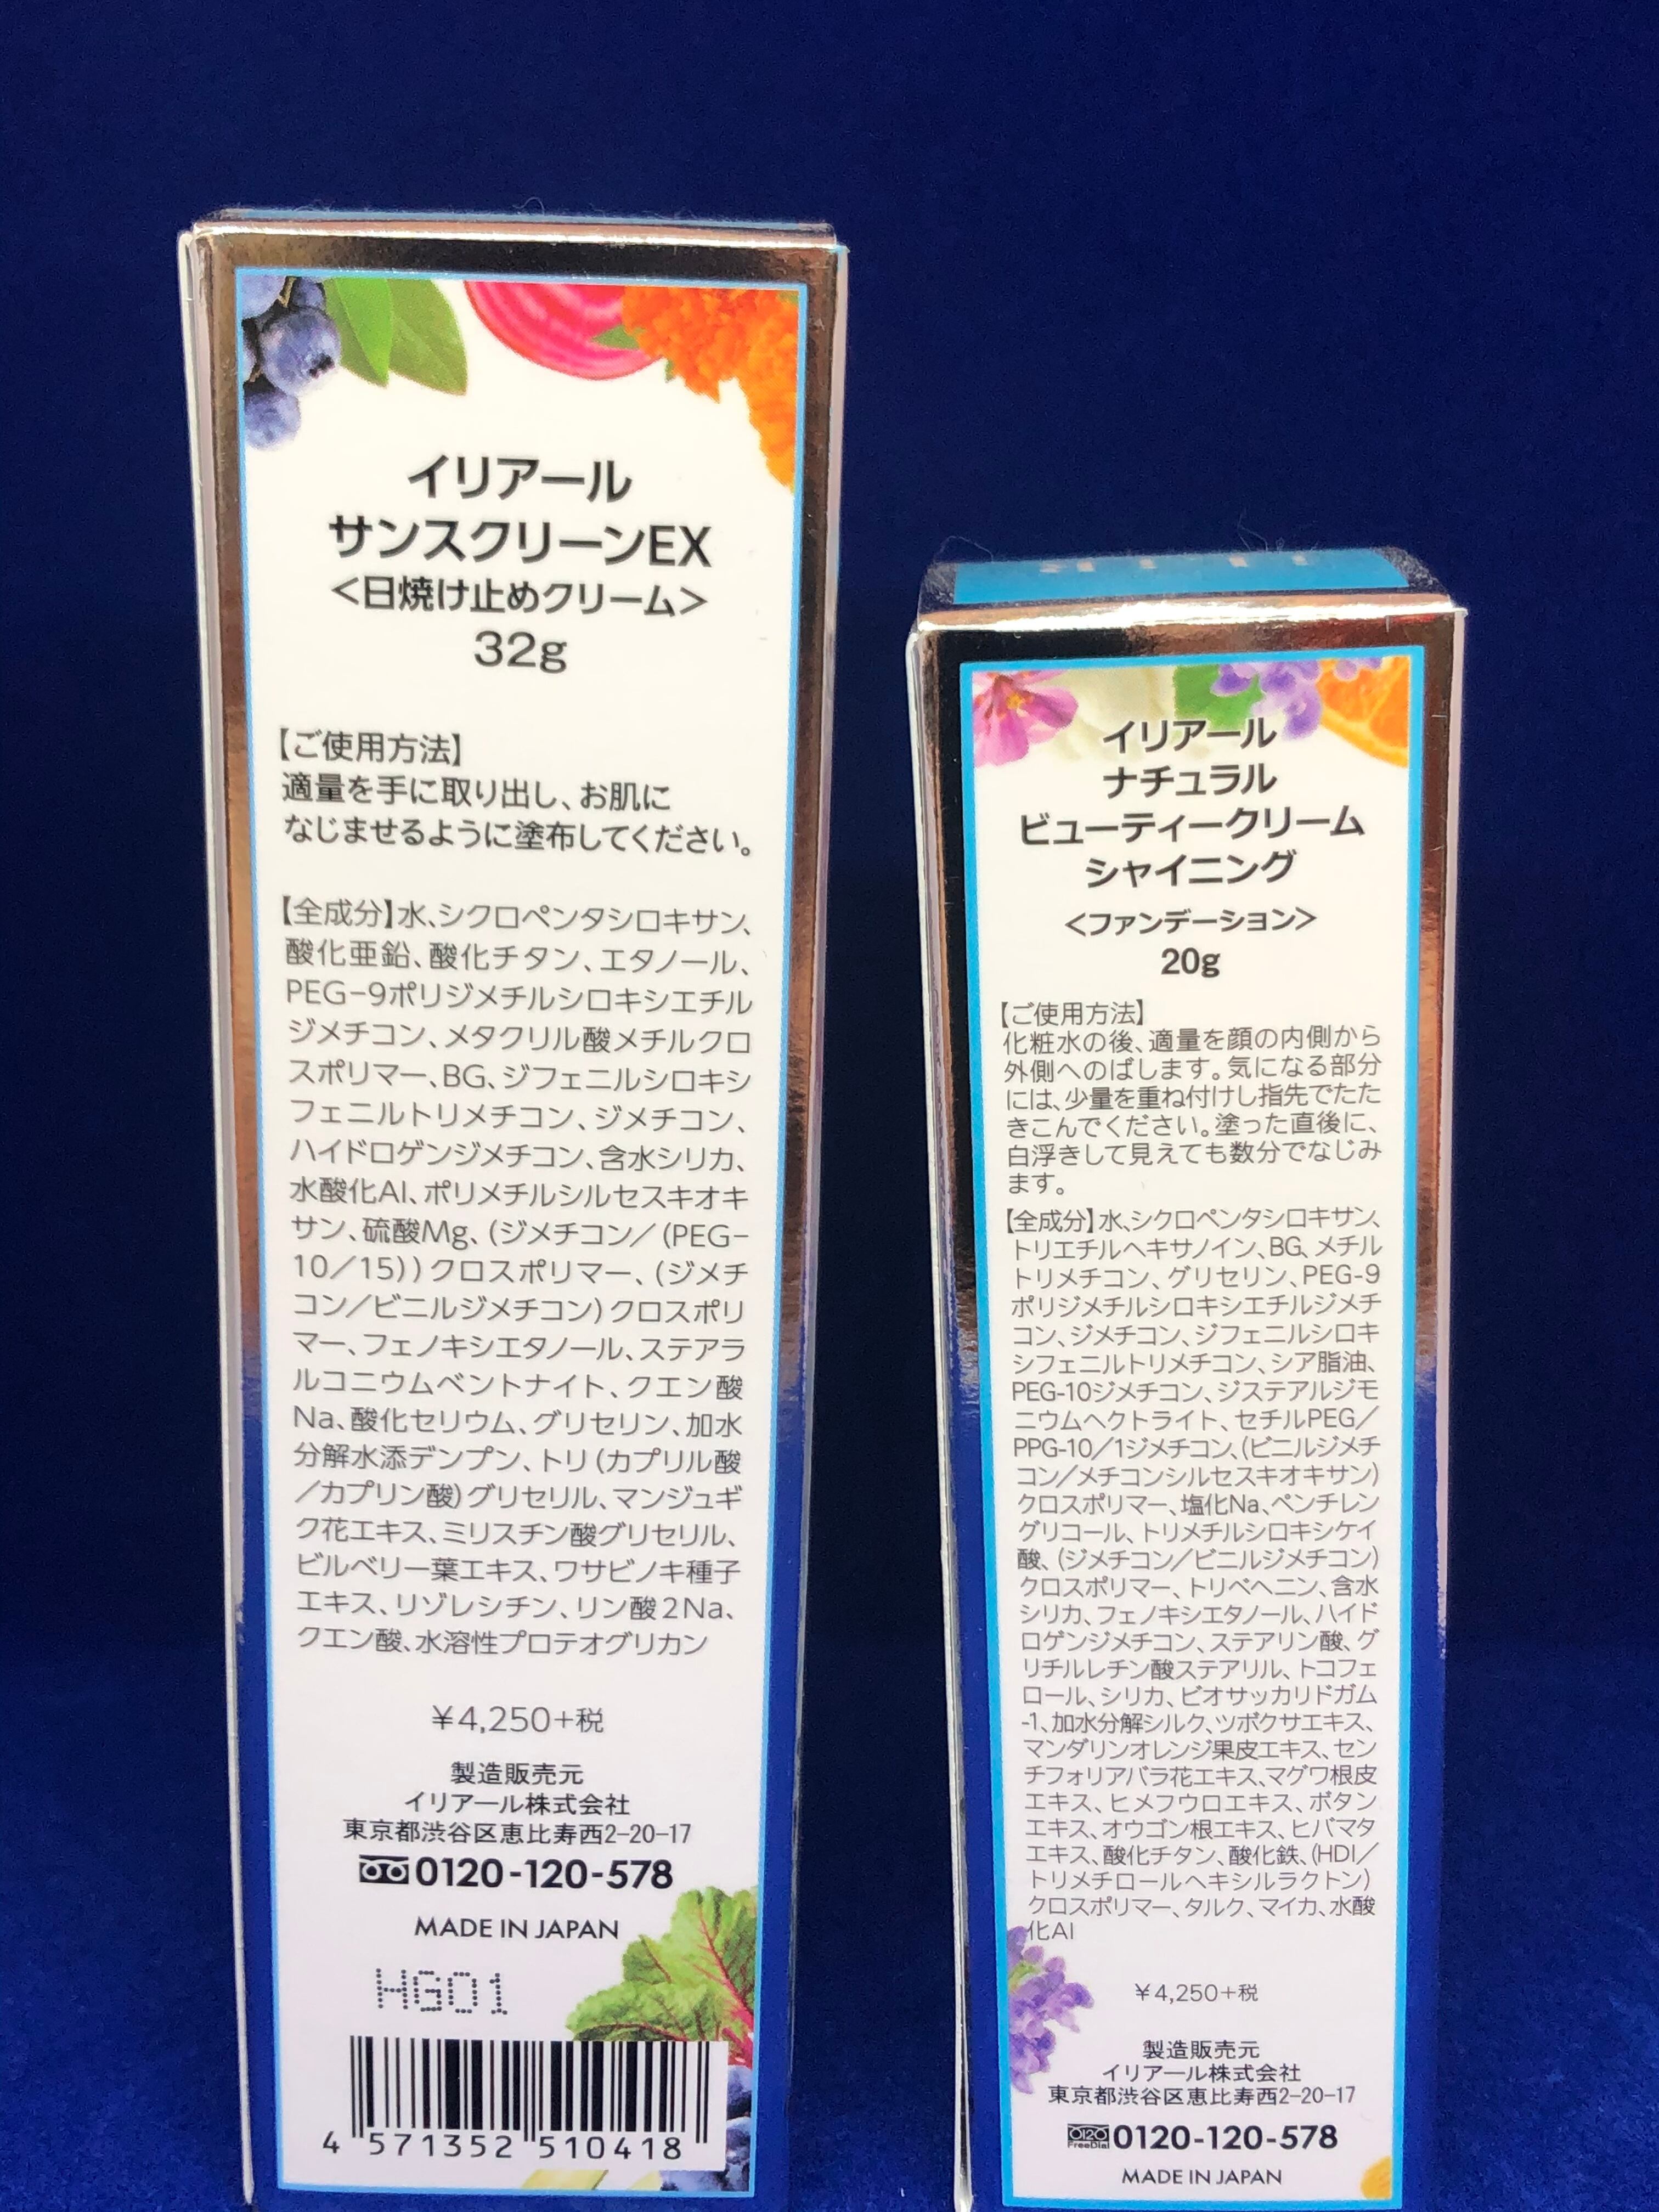 イリアール
サンスクリーンEX
＜日焼け止めクリーム＞
32g
【ご使用方法】
適量を手に取り出し、お肌に
なじませるように塗布してください。
【全成分】水、シクロペンタシロキサン、
酸化亜鉛、酸化チタン、エタノール、
PEG-9ポリジメチルシロキシエチル
ジメチコン、メタクリル酸メチルクロ
スポリマー、BG、ジフェニルシロキシ
フェニルトリメチコン、ジメチコン、
ハイドロゲンジメチコン、含水シリカ、
水酸化Al、ポリメチルシルセスキオキ
サン、硫酸Mg、(ジメチコン／(PEG-
10／15))クロスポリマー、(ジメチ
コン／ビニルジメチコン)クロスポリ
マー、フェノキシエタノール、ステアラ
ルコニウムベントナイト、クエン酸
Na、酸化セリウム、グリセリン、加水
分解水添デンプン、トリ(カプリル酸
／カプリン酸)グリセリル、マンジュギ
ク花エキス、ミリスチン酸グリセリル、
ビルベリー葉エキス、ワサビノキ種子
エキス、リゾレシチン、リン酸2Na、
クエン酸、水溶性プロテオグリカン
¥4,250+税
製造販売元
イリアール株式会社
東京都渋谷区恵比寿西2-20-17
0120-120-578
MADE IN JAPAN
HG01
4 571352 510418
イリアール
ナチュラル
ビューティークリーム
シャイニング
＜ファンデーション＞
20g
【ご使用方法】
化粧水の後、適量を顔の内側から
外側へのばします。気になる部分
には、少量を重ね付けし指先でたた
きこんでください。塗った直後に、
白浮きして見えても数分でなじみ
ます。
【全成分】水、シクロペンタシロキサン、
トリエチルヘキサノイン、BG、メチル
トリメチコン、グリセリン、PEG-9
ポリジメチルシロキシエチルジメチ
コン、ジメチコン、ジフェニルシロキ
シフェニルトリメチコン、シア脂油、
PEG-10ジメチコン、ジステアルジモ
ニウムヘクトライト、セチルPEG／
PPG-10／1ジメチコン、(ビニルジメチ
コン／メチコンシルセスキオキサン)
クロスポリマー、塩化Na、ペンチレン
グリコール、トリメチルシロキシケイ
酸、(ジメチコン／ビニルジメチコン)
クロスポリマー、トリベヘニン、含水
シリカ、フェノキシエタノール、ハイド
ロゲンジメチコン、ステアリン酸、グ
リチルレチン酸ステアリル、トコフェ
ロール、シリカ、ビオサッカリドガム
-1、加水分解シルク、ツボクサエキス、
マンダリンオレンジ果皮エキス、セン
チフォリアバラ花エキス、マグワ根皮
エキス、ヒメフウロエキス、ボタン
エキス、オウゴン根エキス、ヒバマタ
エキス、酸化チタン、酸化鉄、(HDI／
トリメチロールヘキシルラクトン)
クロスポリマー、タルク、マイカ、水酸
化Al
¥4,250+税
製造販売元
イリアール株式会社
東京都渋谷区恵比寿西2-20-17
FreeDial 0120-120-578
MADE IN JAPAN